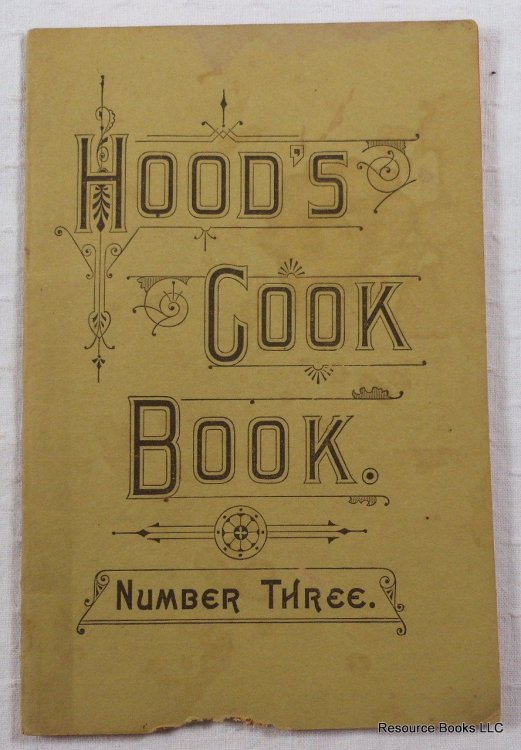 HOOD'S
COOK
BOOK.
NUMBER THREE.
Resource Books LLC